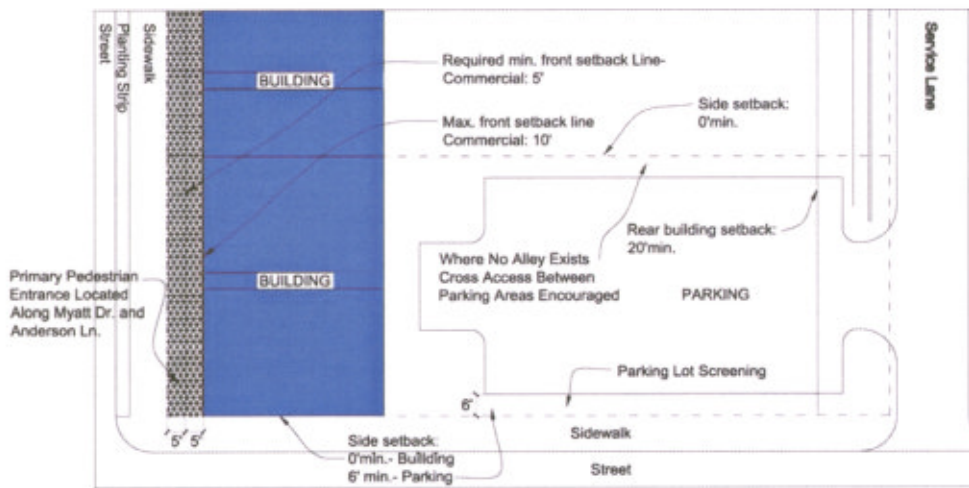 Street
Planting Strip
Sidewalk
BUILDING
Required min. front setback Line-
Commercial: 5'
Max. front setback line
Commercial: 10'
Side setback:
0'min.
Service Lane
Rear building setback:
20'min.
Where No Alley Exists
Cross Access Between
Parking Areas Encouraged
PARKING
BUILDING
Primary Pedestrian
Entrance Located
Along Myatt Dr. and
Anderson Ln.
Parking Lot Screening
6'
5' 5'
Side setback:
0'min.- Building
6' min.- Parking
Sidewalk
Street